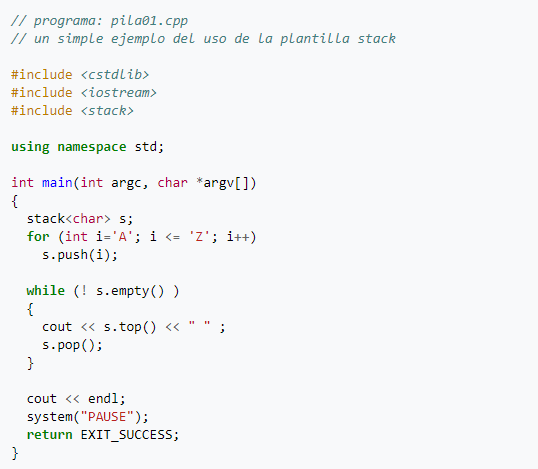 // programa: pila01.cpp
// un simple ejemplo del uso de la plantilla stack
#include <cstdlib>
#include <iostream>
#include <stack>
using namespace std;
int main(int argc, char *argv[])
{
stack<char> s;
for (int i='A'; i <= 'Z'; i++)
s.push(i);
while (! s.empty() )
{
cout << s.top() << " " ;
s.pop();
}
cout << endl;
system("PAUSE");
return EXIT_SUCCESS;
}